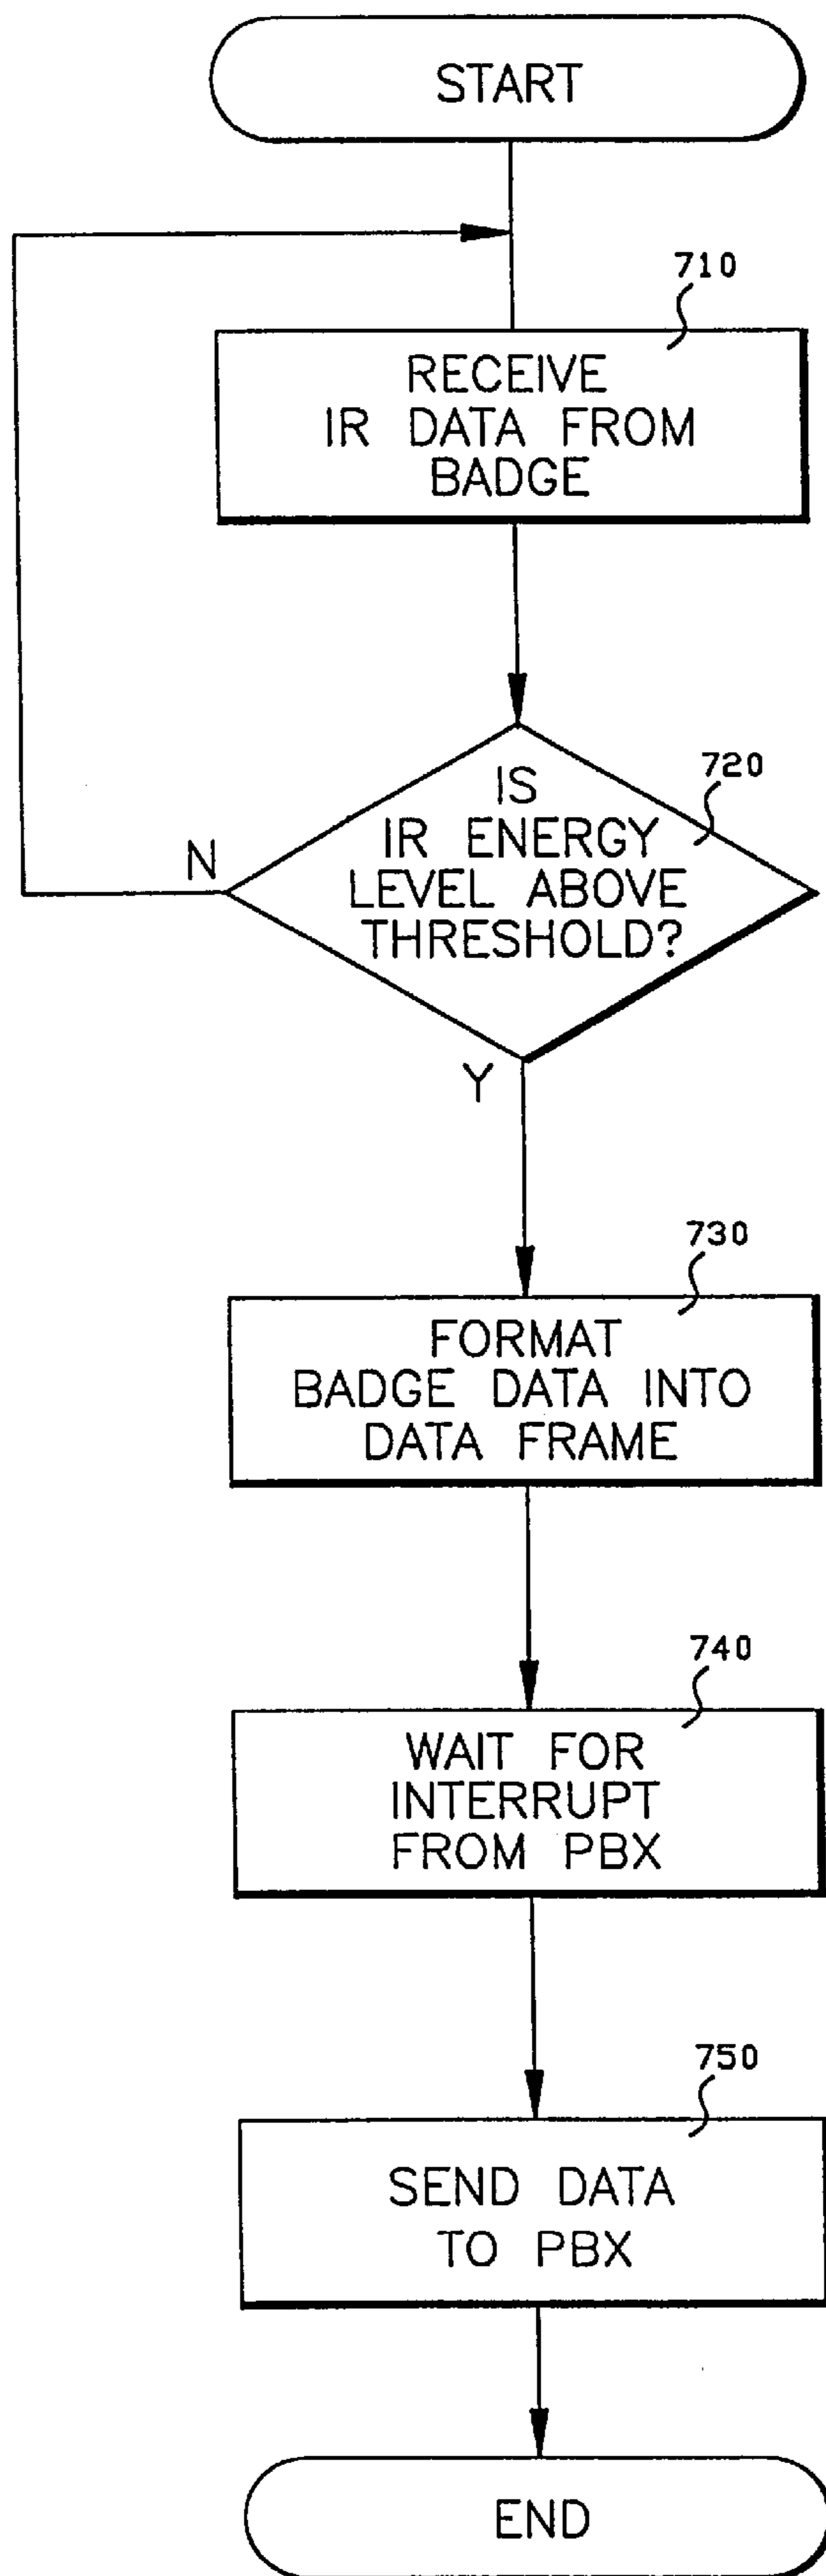 START
710
RECEIVE
IR DATA FROM
BADGE
720
IS
IR ENERGY
LEVEL ABOVE
THRESHOLD?
N
Y
730
FORMAT
BADGE DATA INTO
DATA FRAME
740
WAIT FOR
INTERRUPT
FROM PBX
750
SEND DATA
TO PBX
END